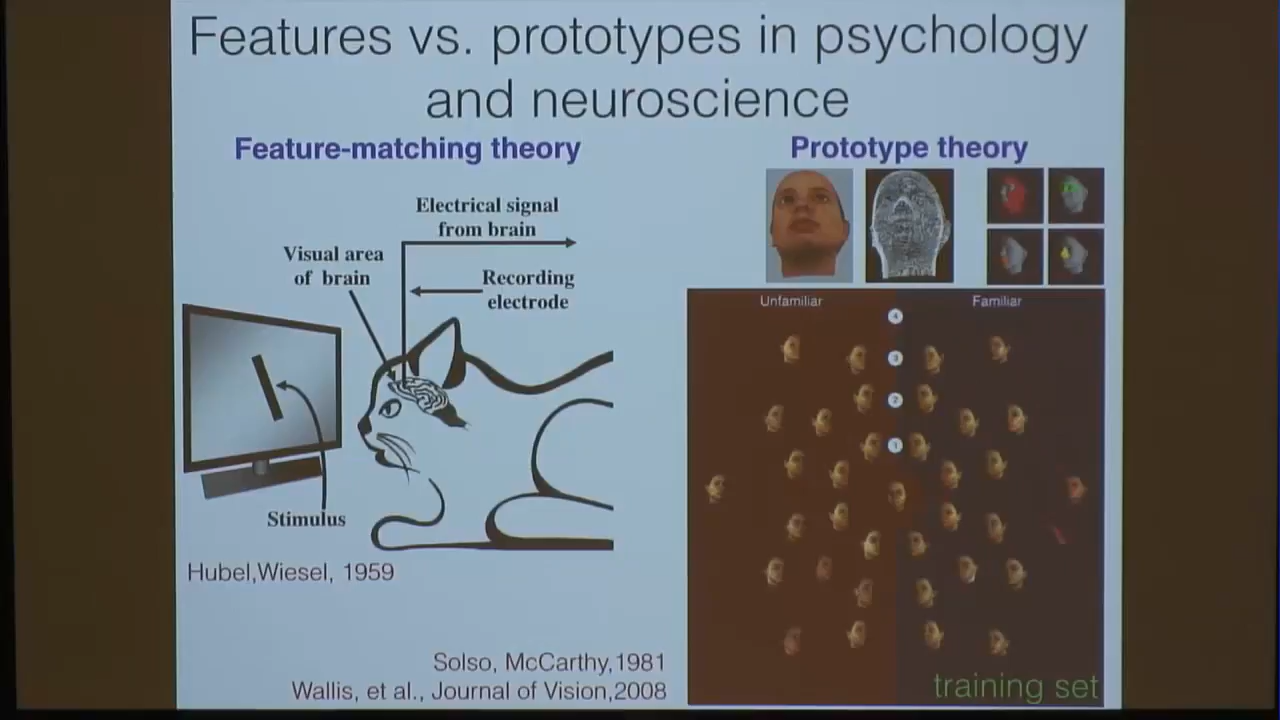 Features vs. prototypes in psychology
and neuroscience
Feature-matching theory
Electrical signal
from brain
Visual area
of brain
Recording
electrode
Stimulus
Hubel,Wiesel, 1959
Solso, McCarthy,1981
Wallis, et al., Journal of Vision,2008
Prototype theory
Unfamiliar
Familiar
4
3
2
1
training set